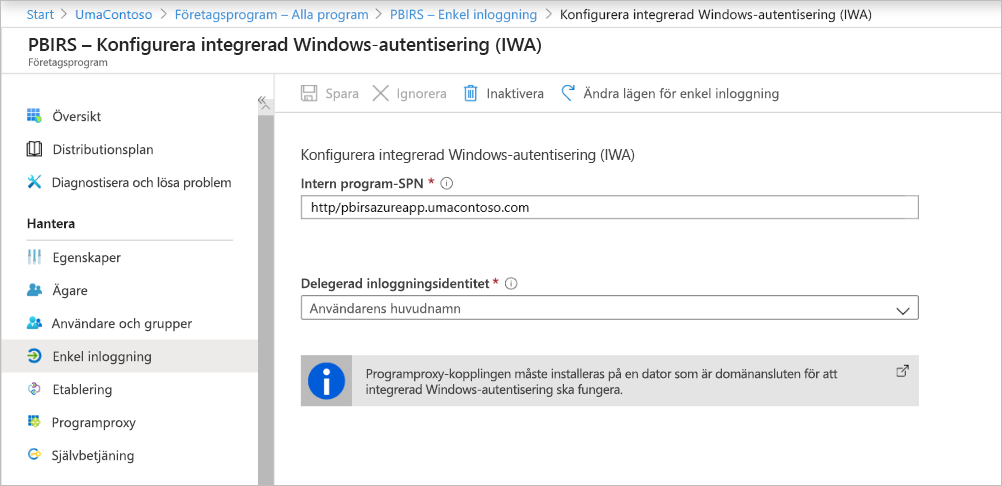 Start > UmaContoso > Företagsprogram – Alla program > PBIRS – Enkel inloggning > Konfigurera integrerad Windows-autentisering (IWA)
PBIRS – Konfigurera integrerad Windows-autentisering (IWA)
Företagsprogram
Översikt
Distributionsplan
Diagnostisera och lösa problem
Hantera
Egenskaper
Ägare
Användare och grupper
Enkel inloggning
Etablering
Programproxy
Självbetjäning
Spara Ignorera Inaktivera Ändra lägen för enkel inloggning
Konfigurera integrerad Windows-autentisering (IWA)
Intern program-SPN *
http/pbirsazureapp.umacontoso.com
Delegerad inloggningsidentitet *
Användarens huvudnamn
Programproxy-kopplingen måste installeras på en dator som är domänansluten för att
integrerad Windows-autentisering ska fungera.